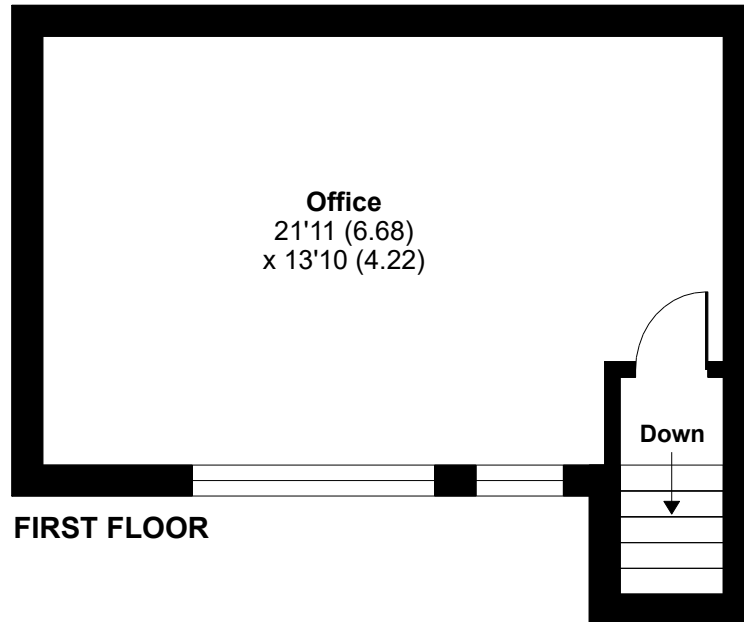 Office
21'11 (6.68)
x 13'10 (4.22)
Down
FIRST FLOOR